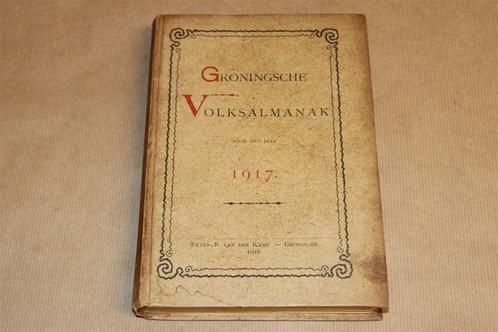 GRONINGSCHE
VOLKSALMANAK
VOOR HET JAAR
1917.
ERVEN B. VAN DER KAMP — GRONINGEN.
1916.